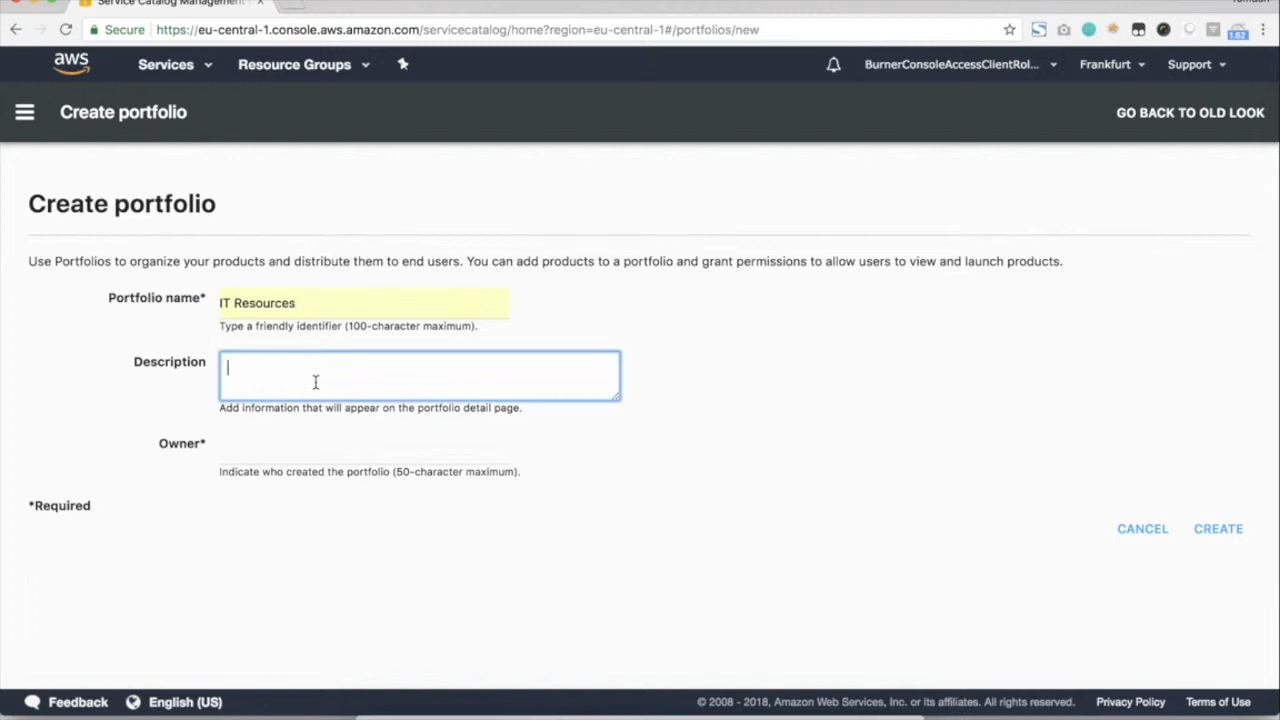 Service Catalog Management
Secure https://eu-central-1.console.aws.amazon.com/servicecatalog/home?region=eu-central-1#/portfolios/new
1.62
aws Services Resource Groups BurnerConsoleAccessClientRol... Frankfurt Support
Create portfolio GO BACK TO OLD LOOK
Create portfolio
Use Portfolios to organize your products and distribute them to end users. You can add products to a portfolio and grant permissions to allow users to view and launch products.
Portfolio name* IT Resources
Type a friendly identifier (100-character maximum).
Description
Add information that will appear on the portfolio detail page.
Owner*
Indicate who created the portfolio (50-character maximum).
*Required
CANCEL CREATE
Feedback English (US) © 2008 - 2018, Amazon Web Services, Inc. or its affiliates. All rights reserved. Privacy Policy Terms of Use